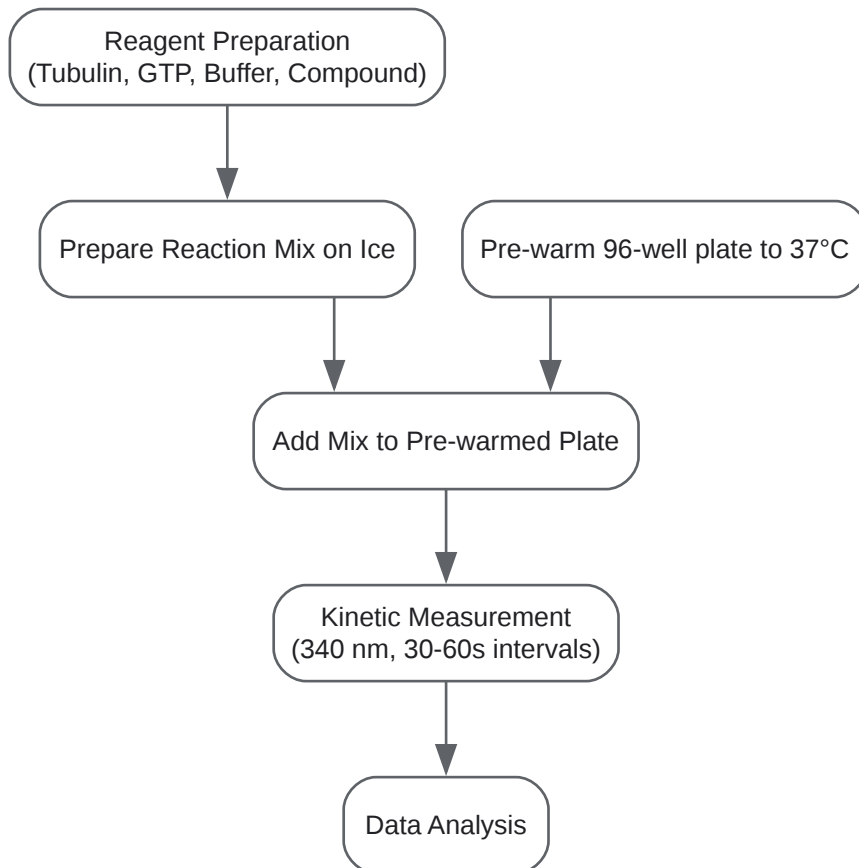 Reagent Preparation
(Tubulin, GTP, Buffer, Compound)
Prepare Reaction Mix on Ice
Pre-warm 96-well plate to 37°C
Add Mix to Pre-warmed Plate
Kinetic Measurement
(340 nm, 30-60s intervals)
Data Analysis